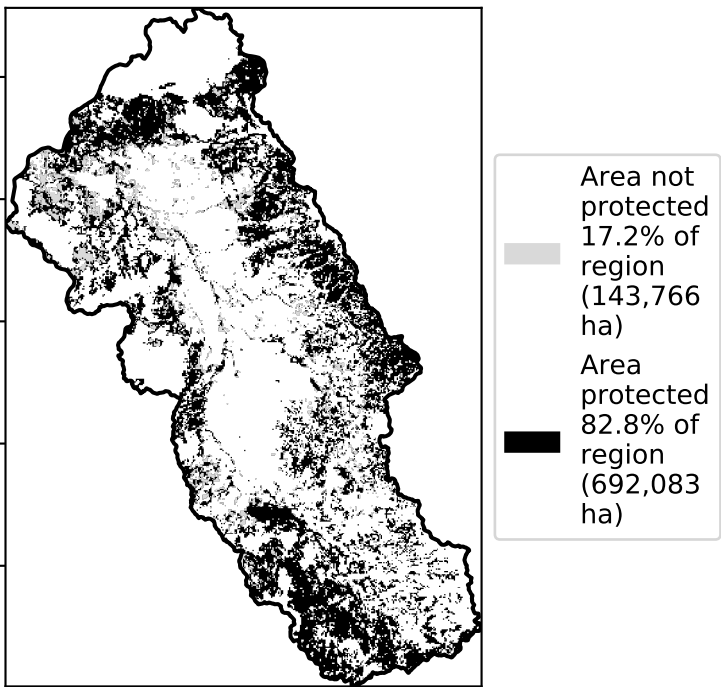 Area not
protected
17.2% of
region
(143,766
ha)
Area
protected
82.8% of
region
(692,083
ha)